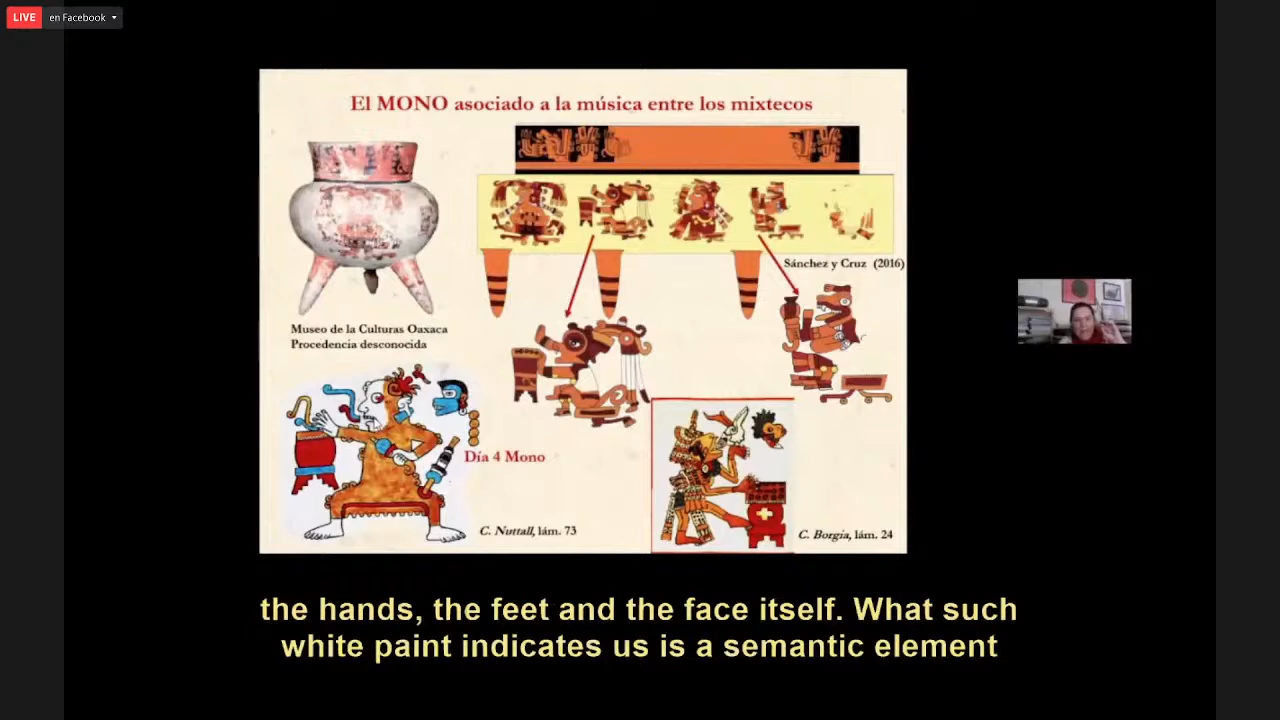 LIVE en Facebook
El MONO asociado a la música entre los mixtecos
Sánchez y Cruz (2016)
Museo de la Culturas Oaxaca
Procedencia desconocida
Día 4 Mono
C. Nuttall, lám. 73
C. Borgia, lám. 24
the hands, the feet and the face itself. What such
white paint indicates us is a semantic element